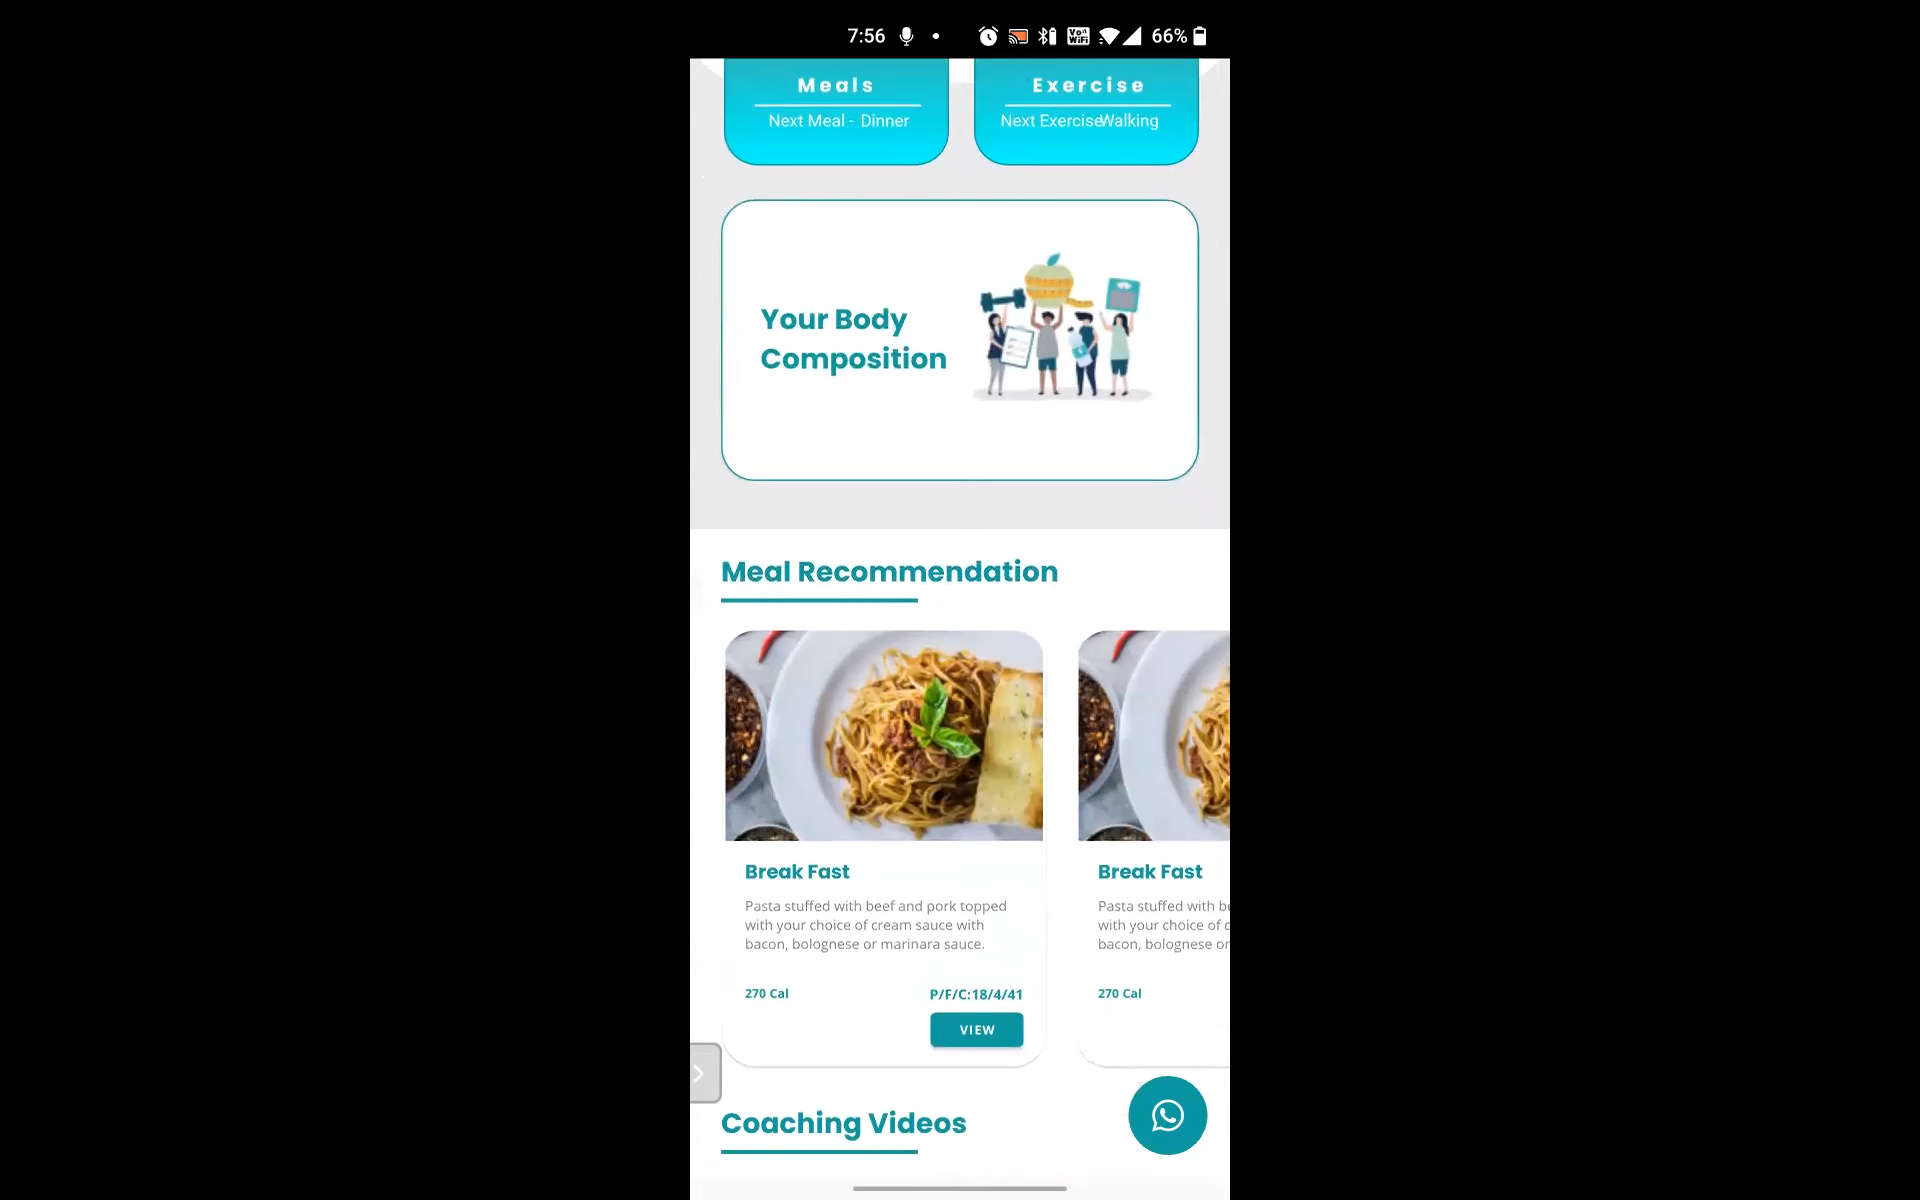 7:56
Vo WiFi
66%
Meals
Exercise
Next Meal - Dinner
Next ExerciseWalking
Your Body
Composition
Meal Recommendation
Break Fast
Pasta stuffed with beef and pork topped
with your choice of cream sauce with
bacon, bolognese or marinara sauce.
270 Cal
P/F/C:18/4/41
VIEW
Break Fast
Pasta stuffed with be
with your choice of c
bacon, bolognese or
270 Cal
Coaching Videos